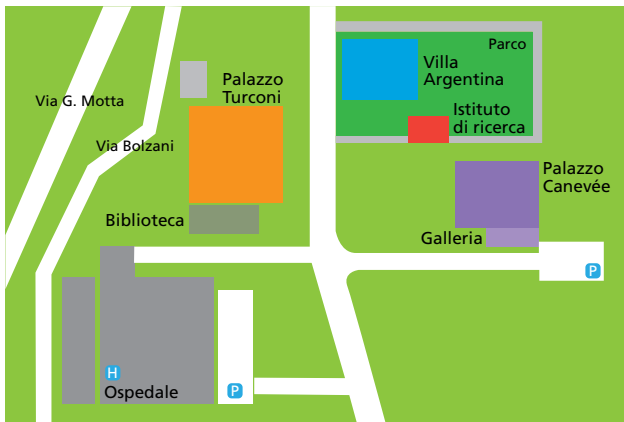 Parco
Villa
Argentina
Palazzo
Turconi
Via G. Motta
Istituto
di ricerca
Via Bolzani
Palazzo
Canevée
Biblioteca
Galleria
P
H
Ospedale
P